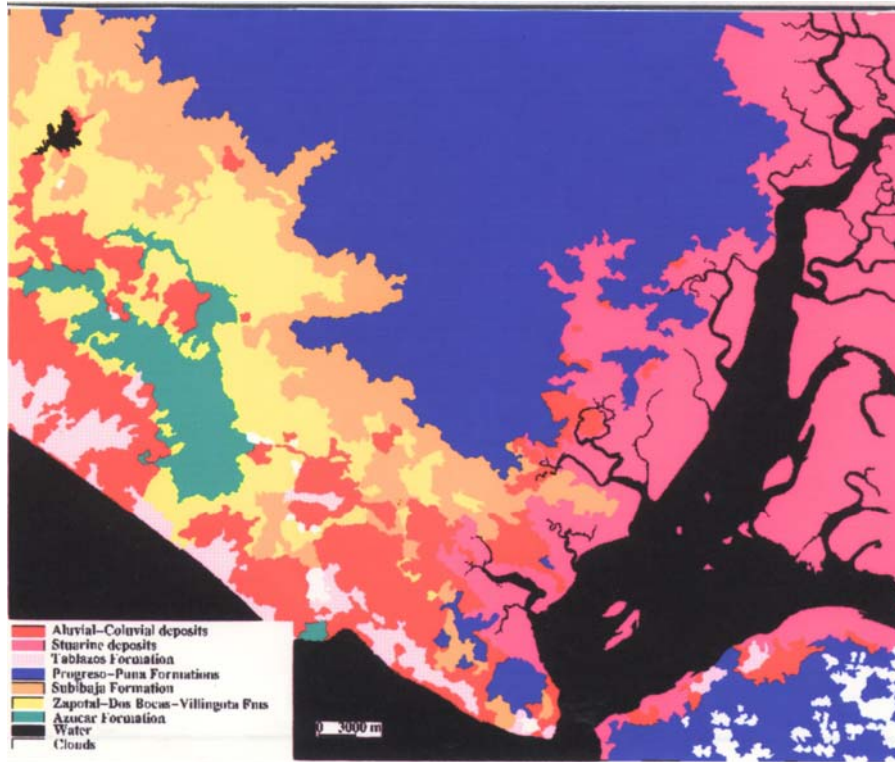 Aluvial-Coluvial deposits
Stuarine deposits
Tablazos Formation
Progreso-Puna Formations
Subibaja Formation
Zapotal-Dos Bocas-Villingota Fms
Azucar Formation
Water
Clouds
0 3000 m